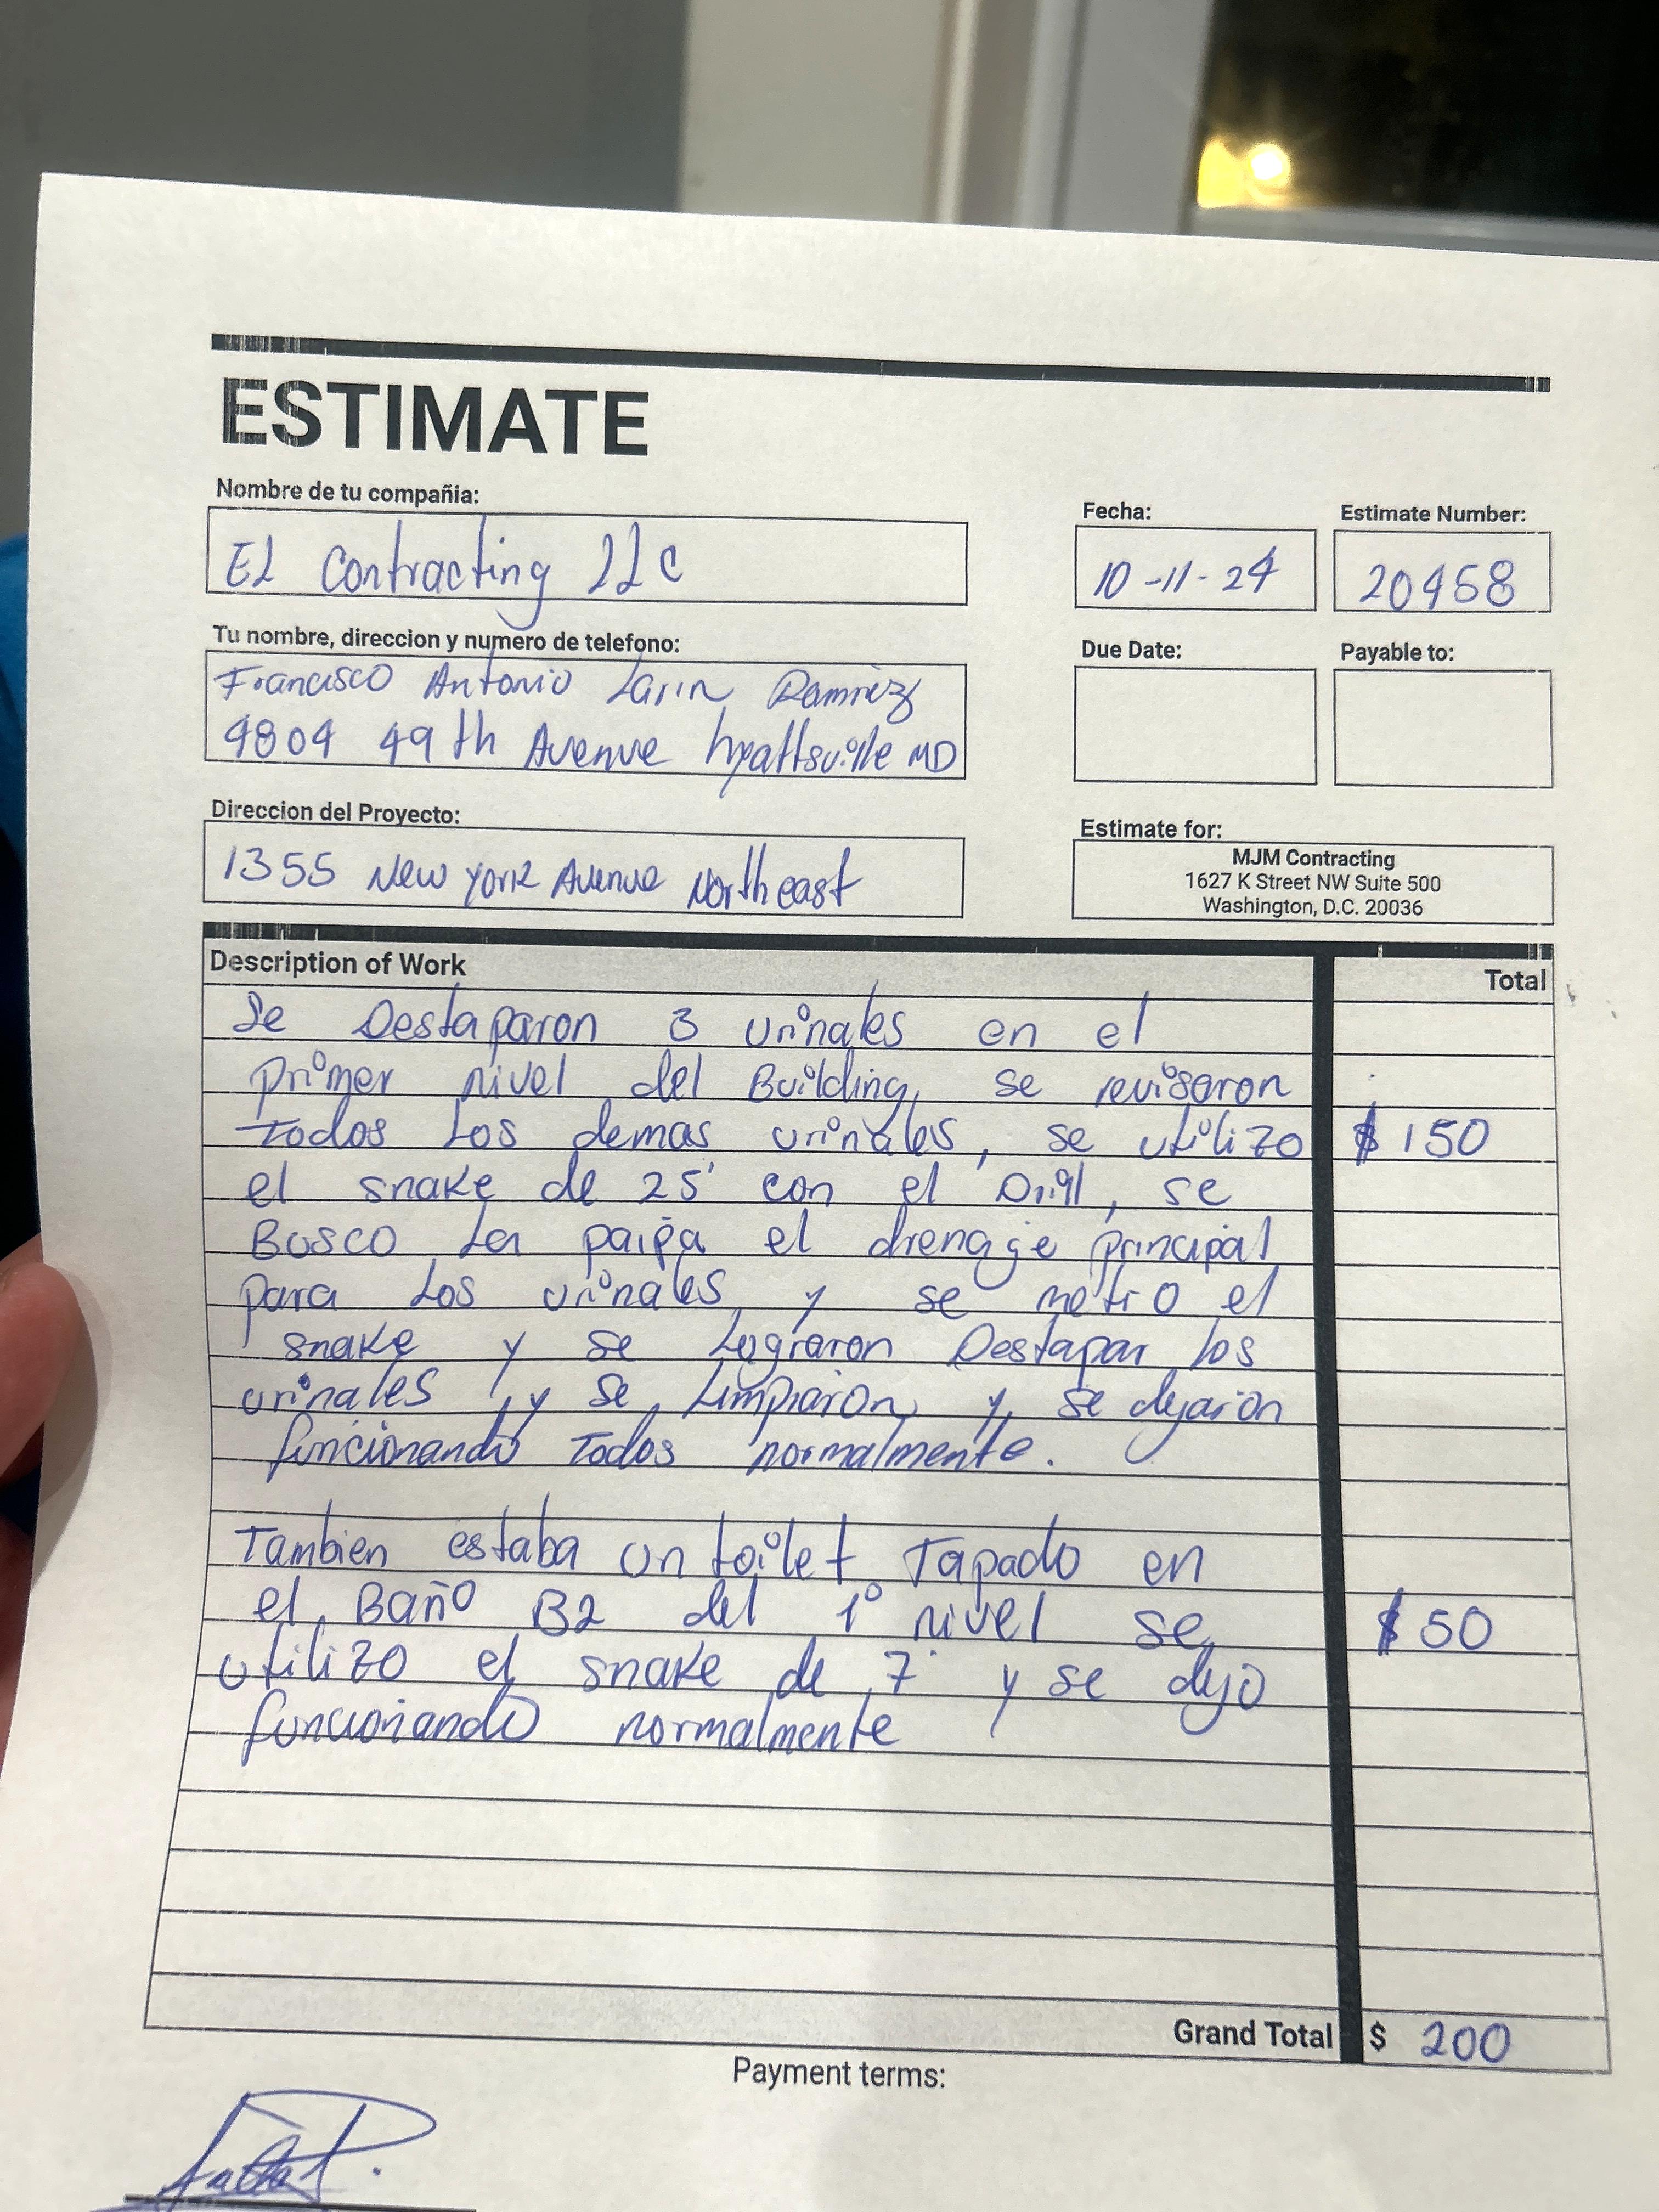 ESTIMATE
Nombre de tu compañia:
EL Contracting LLC
Fecha:
10-11-24
Estimate Number:
20468
Tu nombre, direccion y numero de telefono:
Francisco Antonio Larin Ramirez
4804 49th Avenue hyattsville MD
Due Date:
Payable to:
Direccion del Proyecto:
1355 New York Avenue Northeast
Estimate for:
MJM Contracting
1627 K Street NW Suite 500
Washington, D.C. 20036
Description of Work Total
Se Destaparon 3 urinales en el
primer nivel del Building, se revisaron
Todos Los demas urinales, se utilizo $ 150
el snake de 25' con el Drill, se
Busco La paipa el drenage principal
para Los urinales, y se metio el
snake y se Lograron Destapar los
urinales, y se Limpiaron, y se dejaron
funcionando Todos normalmente.
Tambien estaba un toilet Tapado en
el Baño B2 del 1° nivel se $ 50
utilizo el snake de 7' y se dejo
funcionando normalmente
Grand Total $ 200
Payment terms: